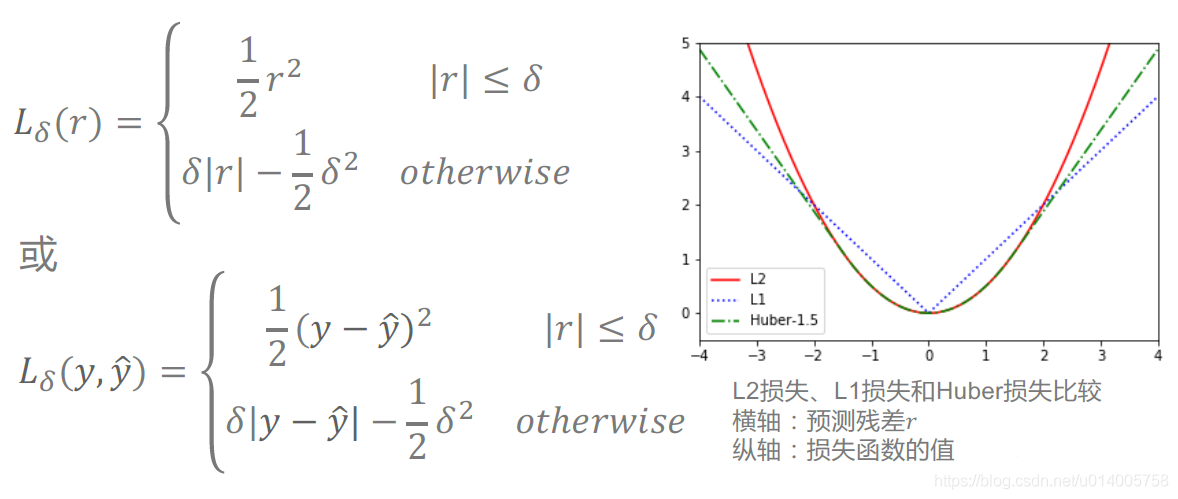 L_δ(r) = { 1/2 r² |r| ≤ δ
δ|r| − 1/2 δ² otherwise
或
L_δ(y, ŷ) = { 1/2 (y − ŷ)² |r| ≤ δ
δ|y − ŷ| − 1/2 δ² otherwise
5
4
3
2
1
0
L2
L1
Huber-1.5
−4 −3 −2 −1 0 1 2 3 4
L2损失、L1损失和Huber损失比较
横轴：预测残差r
纵轴：损失函数的值
https://blog.csdn.net/u014005758